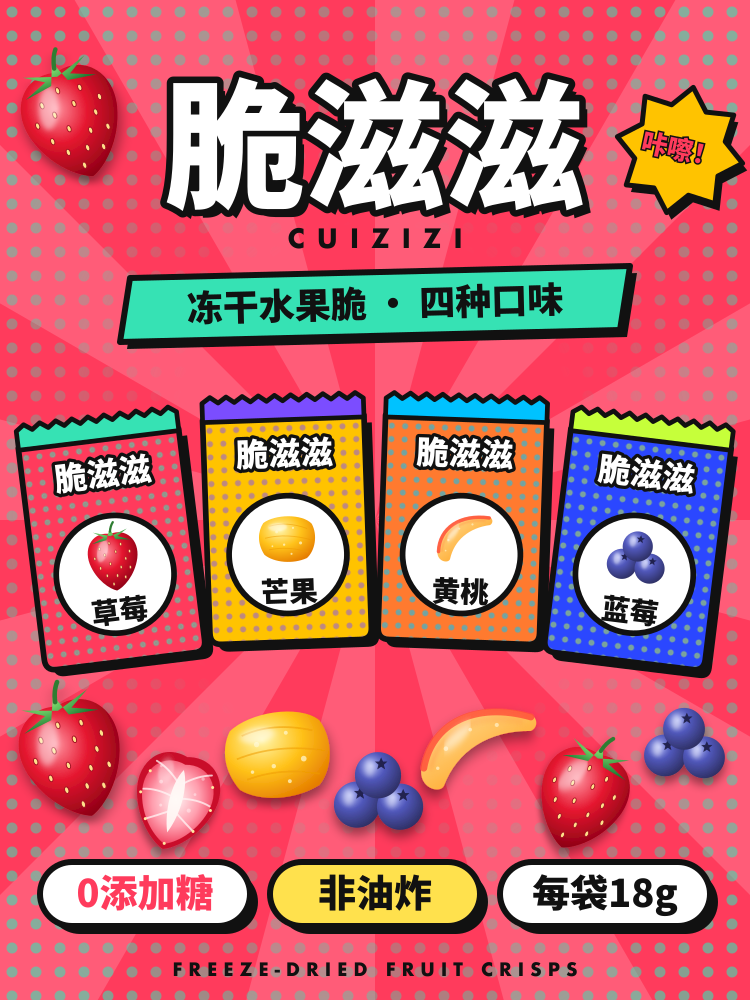 脆滋滋
咔嚓!
CUIZIZI
冻干水果脆 · 四种口味
脆滋滋
草莓
脆滋滋
芒果
脆滋滋
黄桃
脆滋滋
蓝莓
0添加糖
非油炸
每袋18g
FREEZE-DRIED FRUIT CRISPS